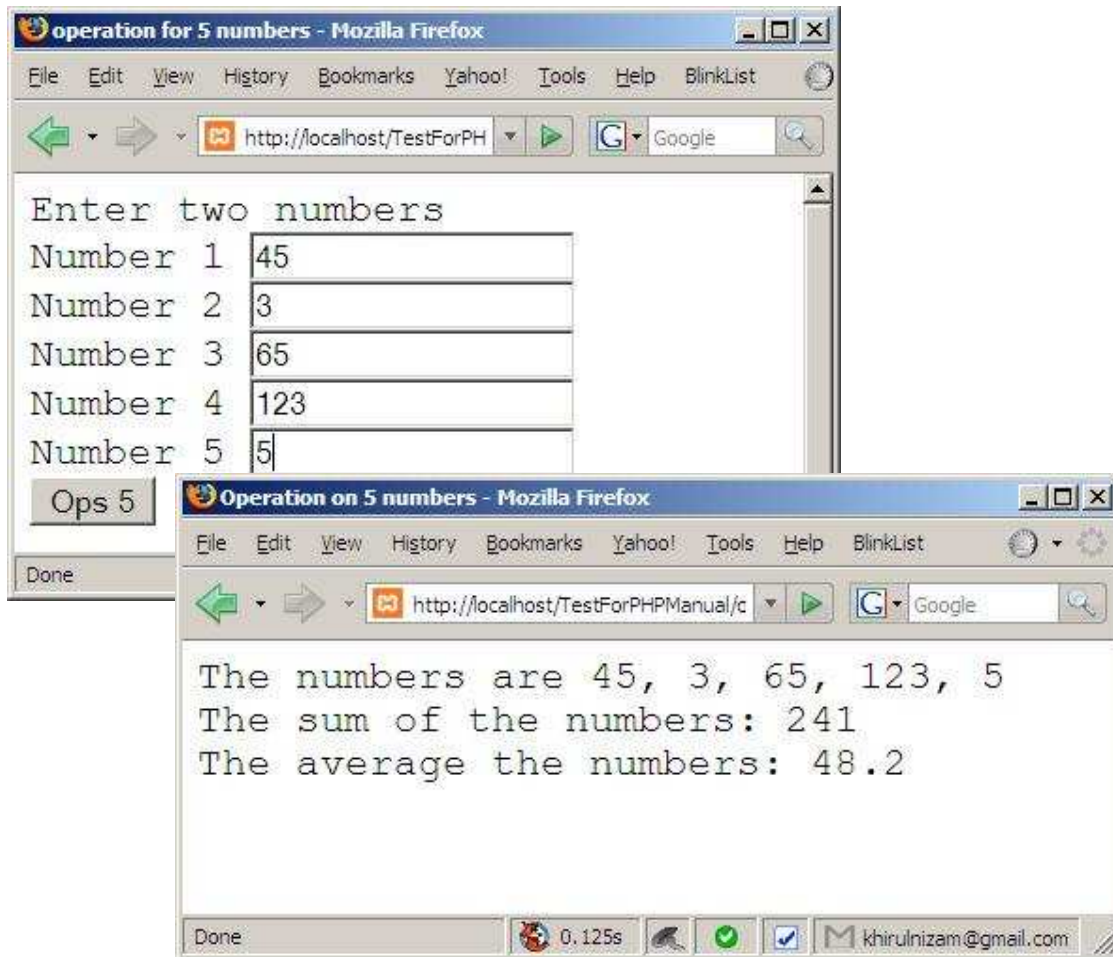 operation for 5 numbers - Mozilla Firefox
File Edit View History Bookmarks Yahoo! Tools Help BlinkList
http://localhost/TestForPH G Google
Enter two numbers
Number 1 45
Number 2 3
Number 3 65
Number 4 123
Number 5 5
Ops 5
Done
Operation on 5 numbers - Mozilla Firefox
File Edit View History Bookmarks Yahoo! Tools Help BlinkList
http://localhost/TestForPHPManual/c G Google
The numbers are 45, 3, 65, 123, 5
The sum of the numbers: 241
The average the numbers: 48.2
Done 0.125s khirulnizam@gmail.com